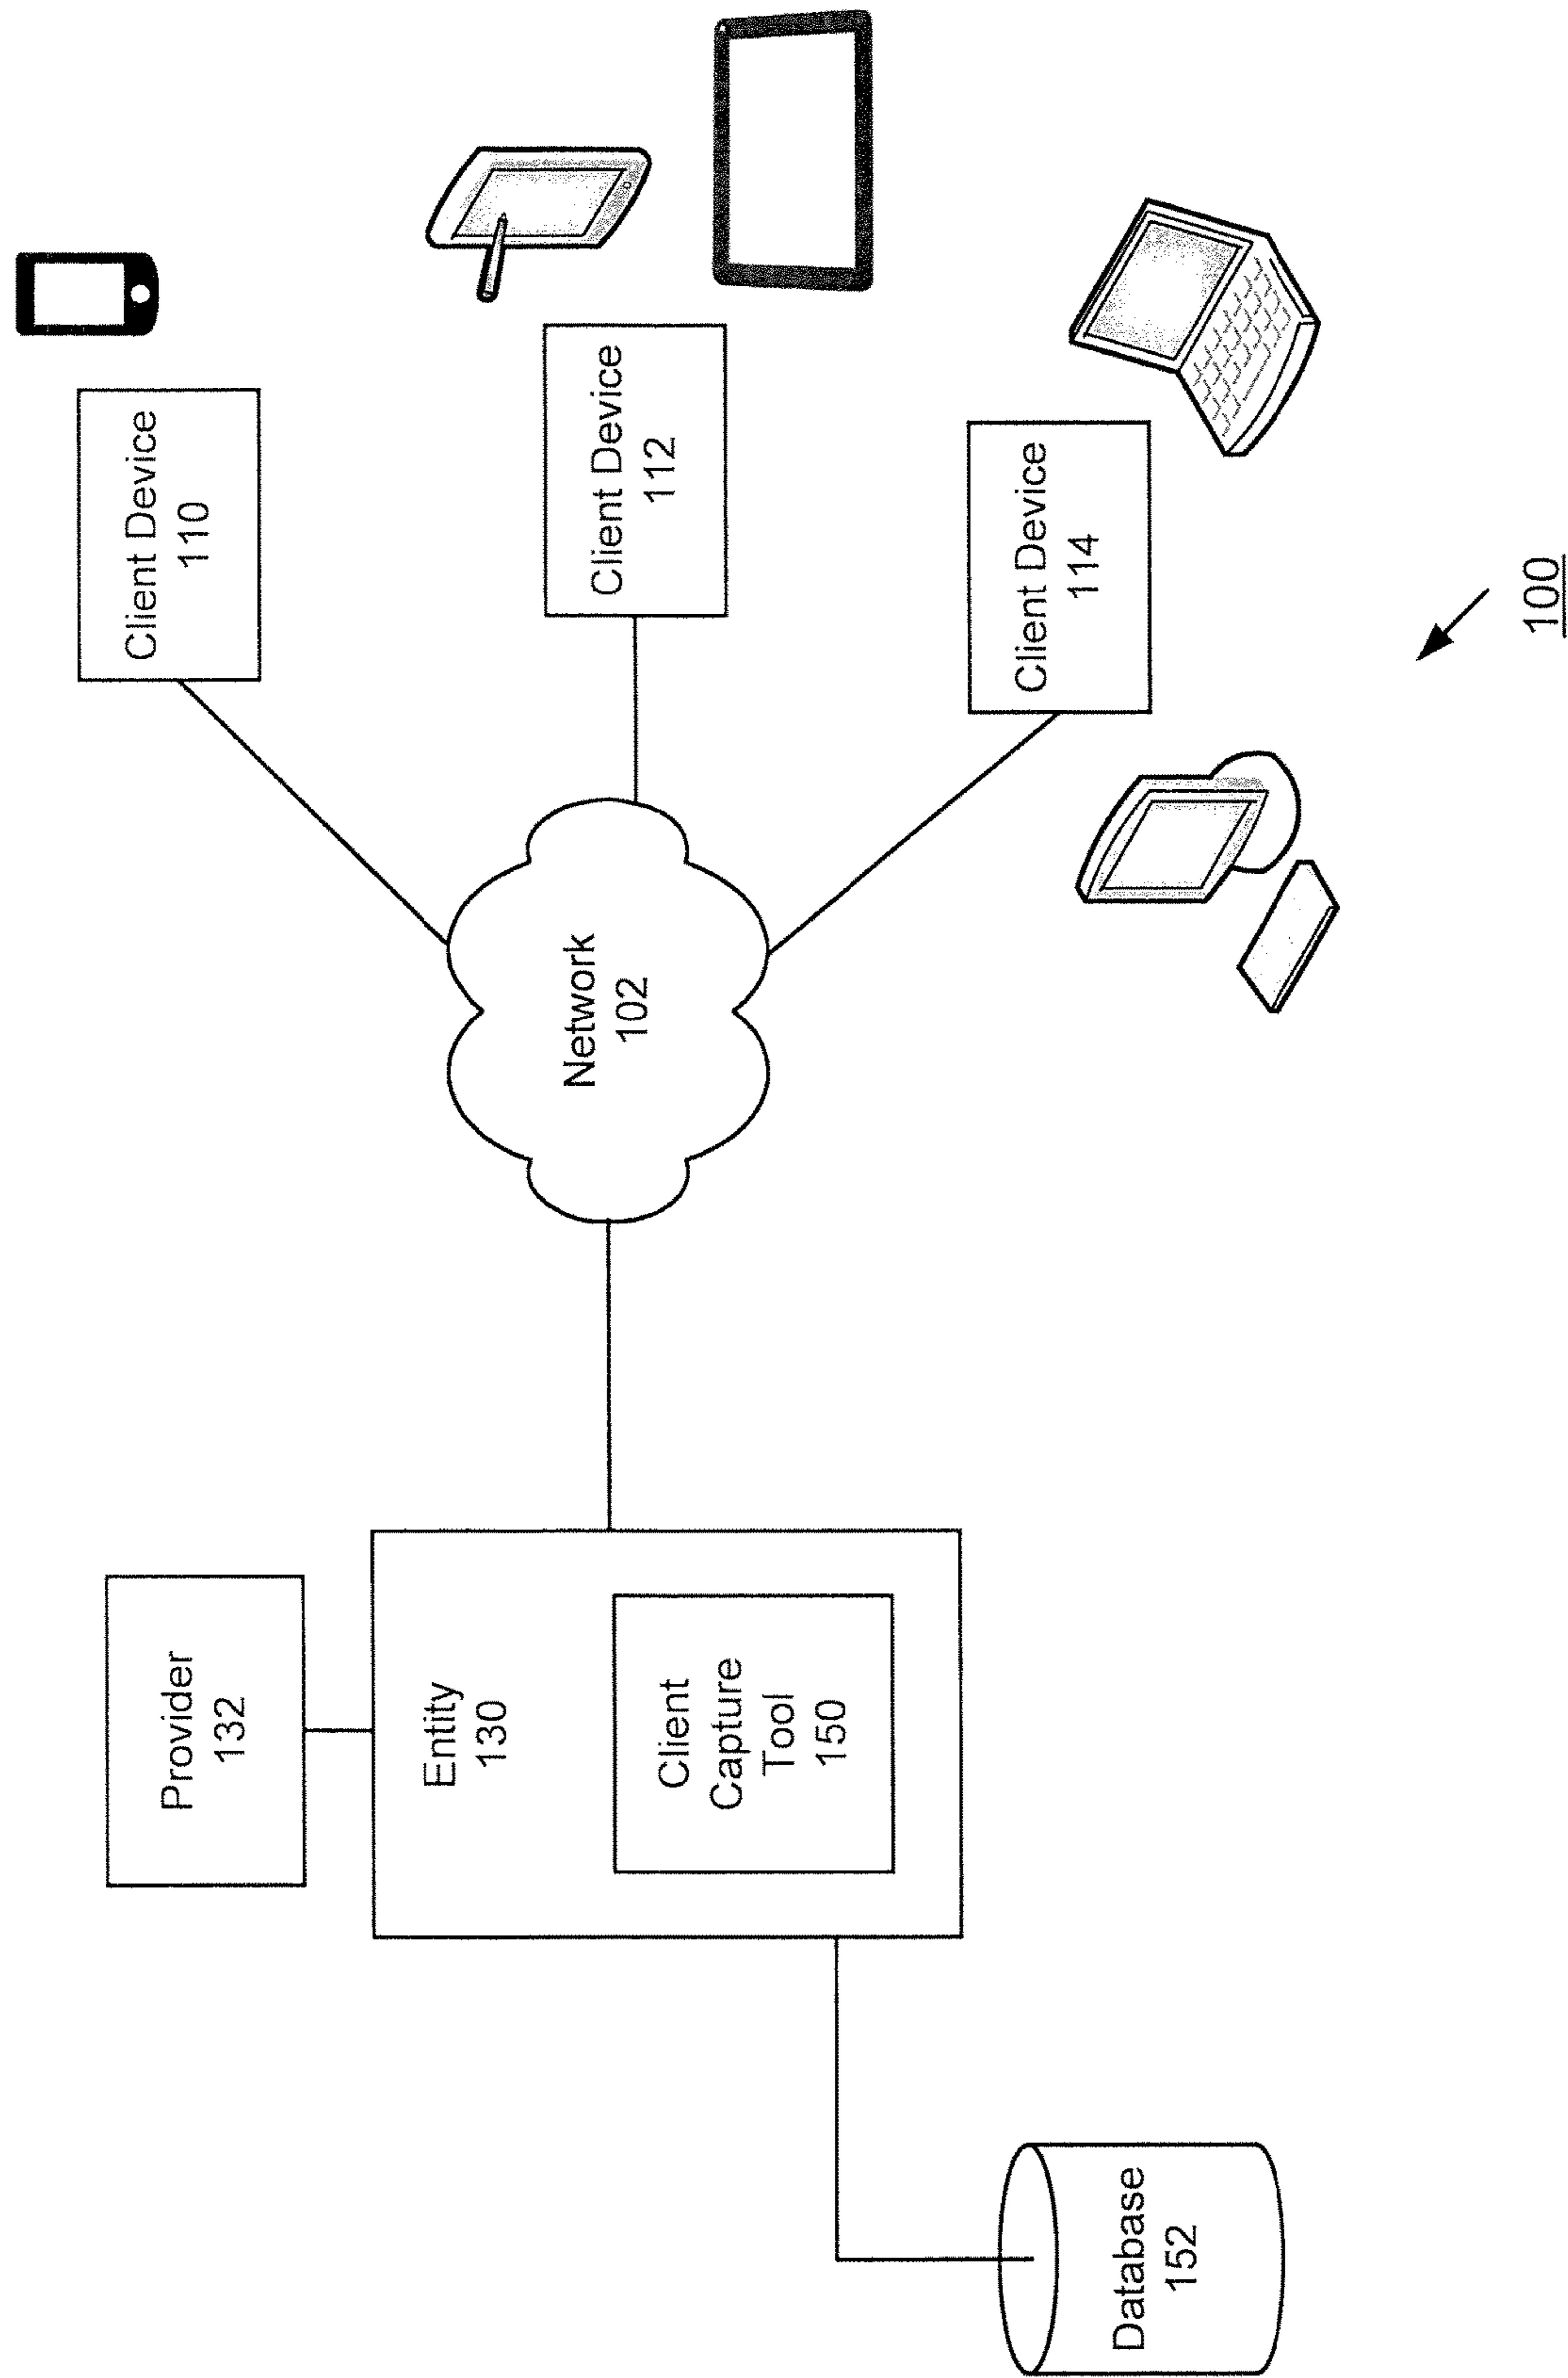 Provider
132
Entity
130
Client
Capture
Tool
150
Database
152
Network
102
Client Device
110
Client Device
112
Client Device
114
100